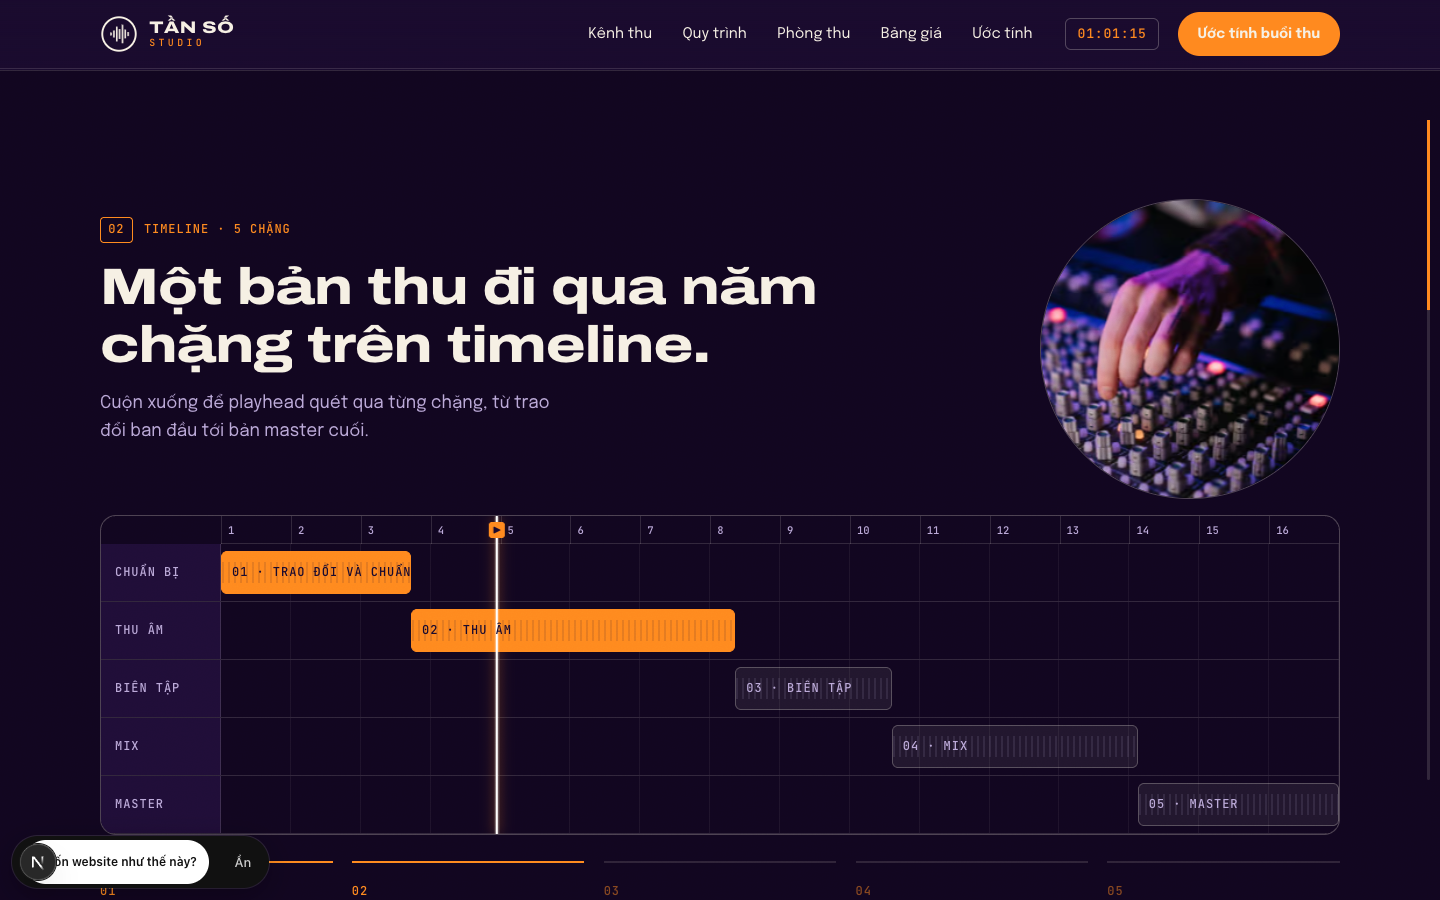 TẦN SỐ
STUDIO
Kênh thu
Quy trình
Phòng thu
Bảng giá
Ước tính
01:01:15
Ước tính buổi thu
02
TIMELINE · 5 CHẶNG
Một bản thu đi qua năm
chặng trên timeline.
Cuộn xuống để playhead quét qua từng chặng, từ trao
đổi ban đầu tới bản master cuối.
1 2 3 4 5 6 7 8 9 10 11 12 13 14 15 16
CHUẨN BỊ
01 · TRAO ĐỔI VÀ CHUẨN
THU ÂM
02 · THU ÂM
BIÊN TẬP
03 · BIÊN TẬP
MIX
04 · MIX
MASTER
05 · MASTER
website như thế này?
Ẩn
01
02
03
04
05